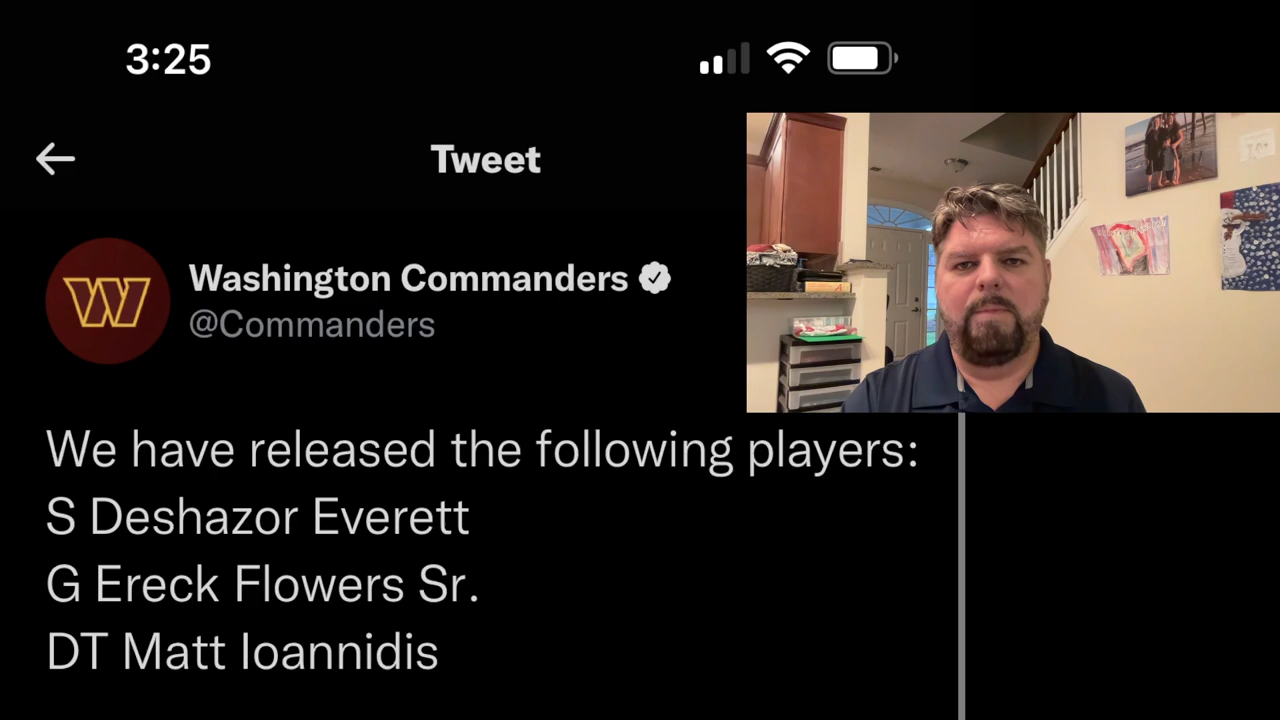 3:25
Tweet
Washington Commanders
@Commanders
We have released the following players:
S Deshazor Everett
G Ereck Flowers Sr.
DT Matt Ioannidis